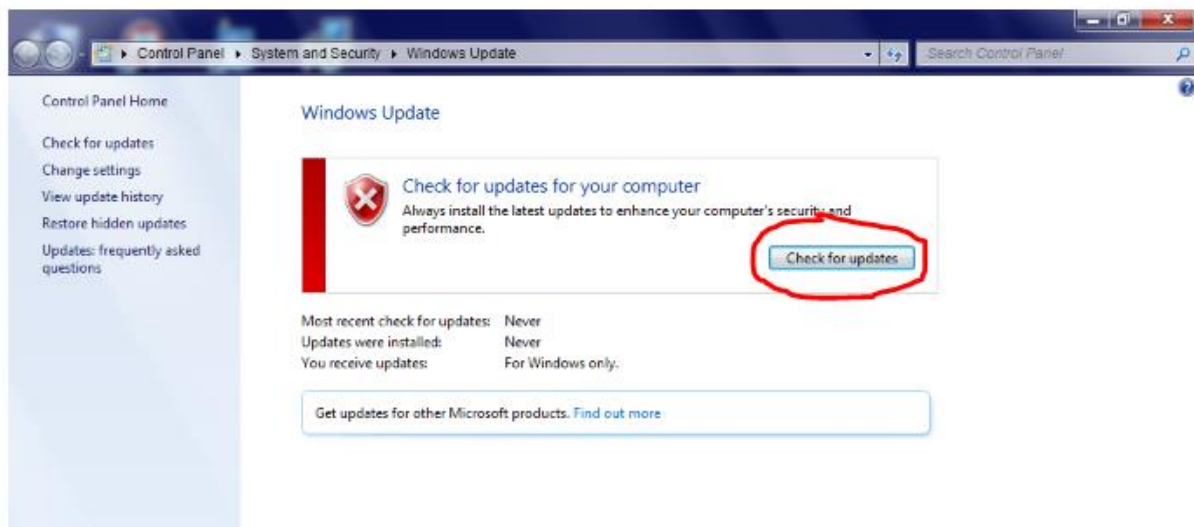 Control Panel ▸ System and Security ▸ Windows Update
Search Control Panel
Control Panel Home
Check for updates
Change settings
View update history
Restore hidden updates
Updates: frequently asked
questions
Windows Update
Check for updates for your computer
Always install the latest updates to enhance your computer's security and
performance.
Check for updates
Most recent check for updates: Never
Updates were installed: Never
You receive updates: For Windows only.
Get updates for other Microsoft products. Find out more